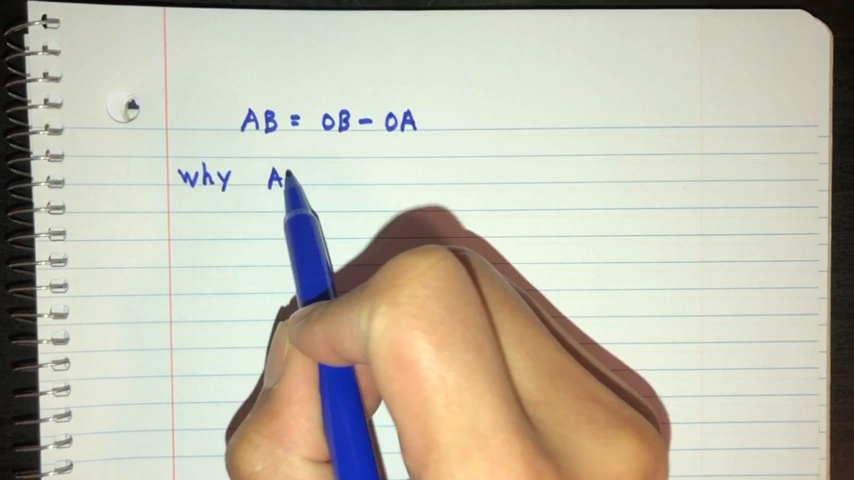 AB = OB - OA
why A